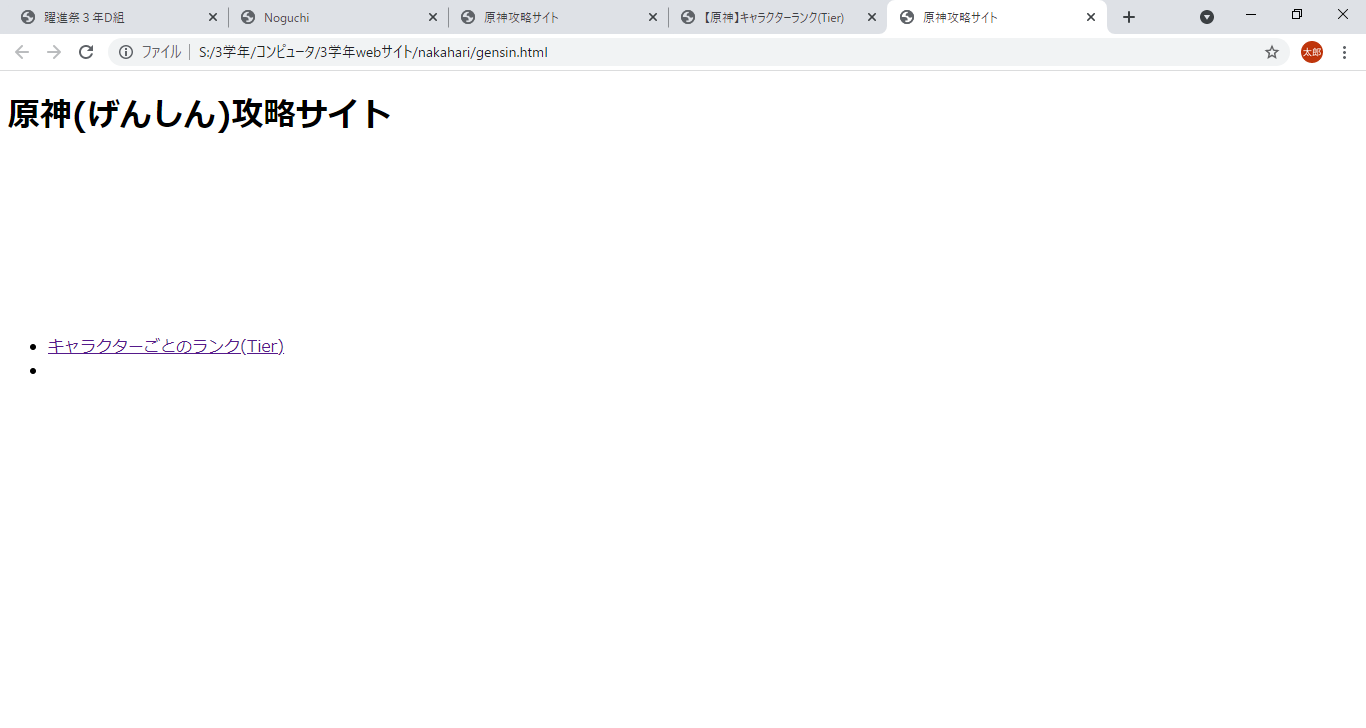 躍進祭３年D組
Noguchi
原神攻略サイト
【原神】キャラクターランク(Tier)
原神攻略サイト
ファイル
S:/3学年/コンピュータ/3学年webサイト/nakahari/gensin.html
太郎
原神(げんしん)攻略サイト
キャラクターごとのランク(Tier)